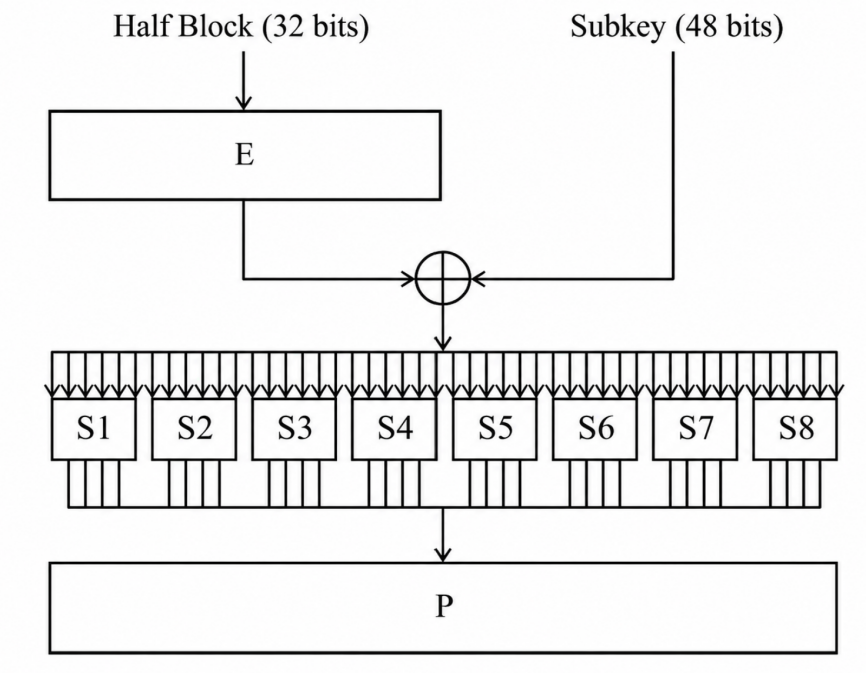 Half Block (32 bits)
Subkey (48 bits)
E
S1 S2 S3 S4 S5 S6 S7 S8
P